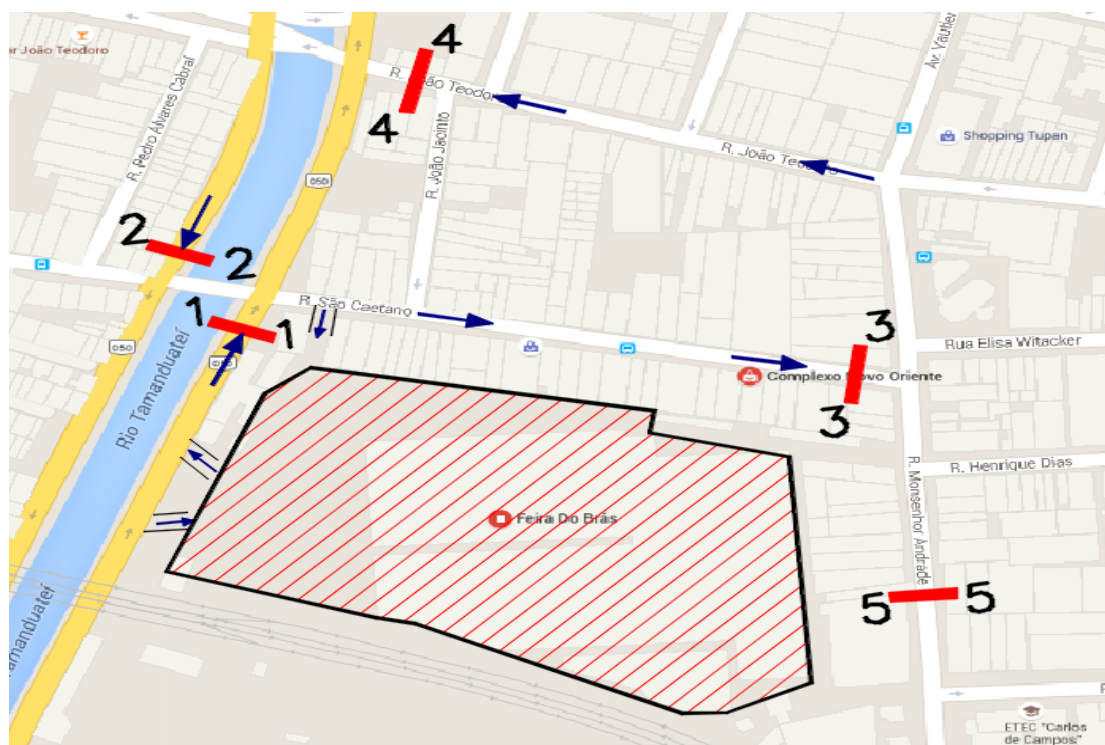 ar João Teodoro
R. Pedro Álvares Cabral
4
R. João Teodoro
4
R. João Jacinto
Av. Vautier
Shopping Tupan
R. João Teodoro
050
2
2
1
1
R. São Caetano
050
050
Rio Tamanduateí
3
Rua Elisa Witacker
Complexo Novo Oriente
3
R. Henrique Dias
R. Monsenhor Andrade
Feira Do Brás
5
5
Tamanduateí
R
ETEC "Carlos
de Campos"